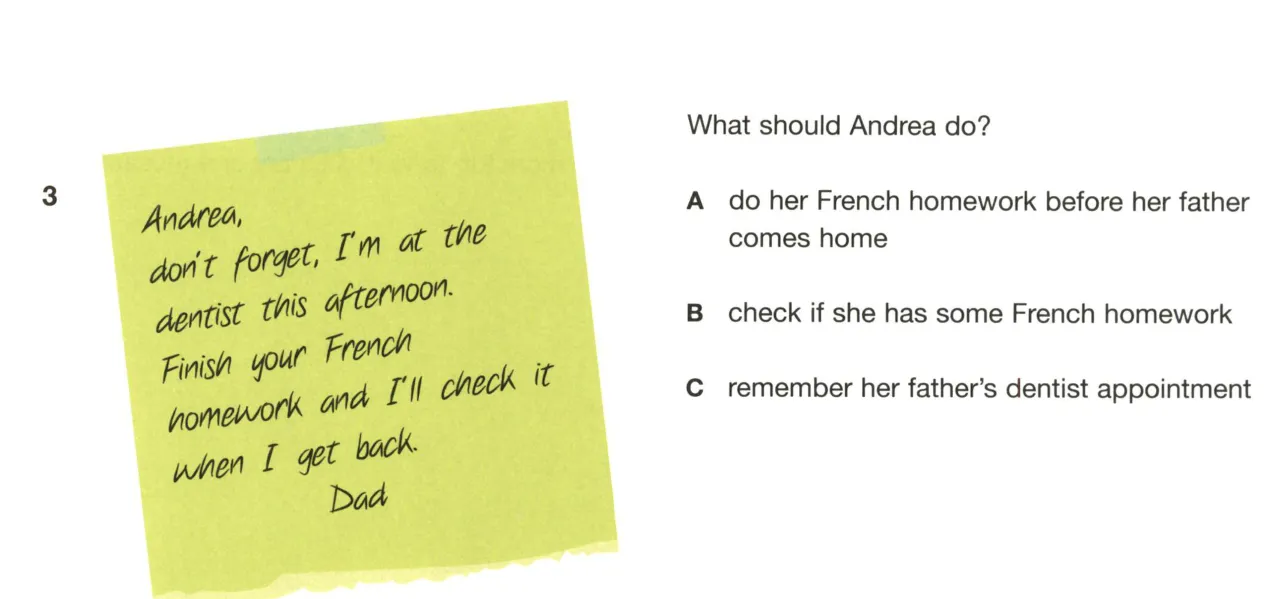 3
Andrea,
don't forget, I'm at the
dentist this afternoon.
Finish your French
homework and I'll check it
when I get back.
Dad
What should Andrea do?
A do her French homework before her father
comes home
B check if she has some French homework
C remember her father's dentist appointment